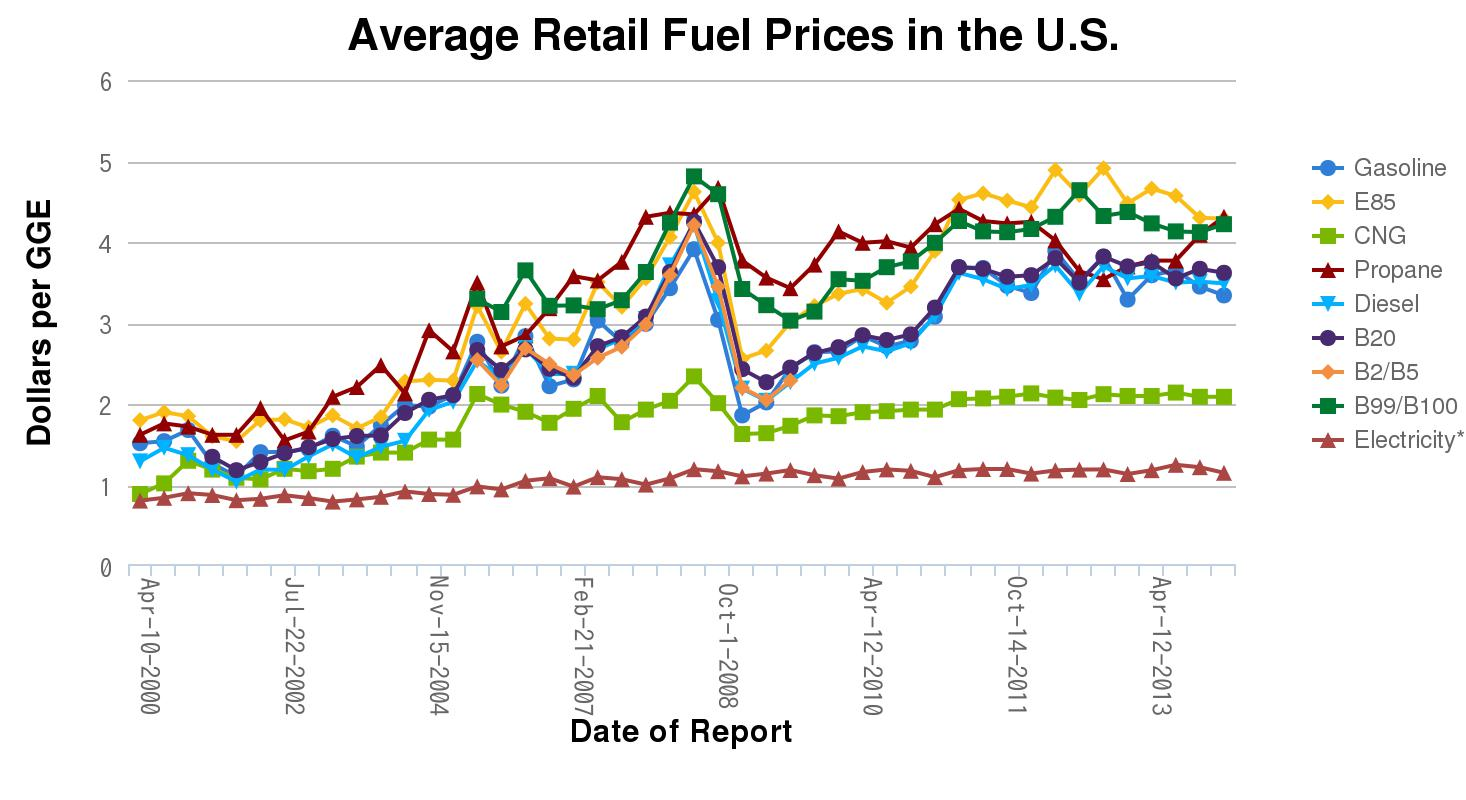 Average Retail Fuel Prices in the U.S.
6
5
4
3
2
1
0
Dollars per GGE
Apr-10-2000
Jul-22-2002
Nov-15-2004
Feb-21-2007
Oct-1-2008
Apr-12-2010
Oct-14-2011
Apr-12-2013
Date of Report
Gasoline
E85
CNG
Propane
Diesel
B20
B2/B5
B99/B100
Electricity*